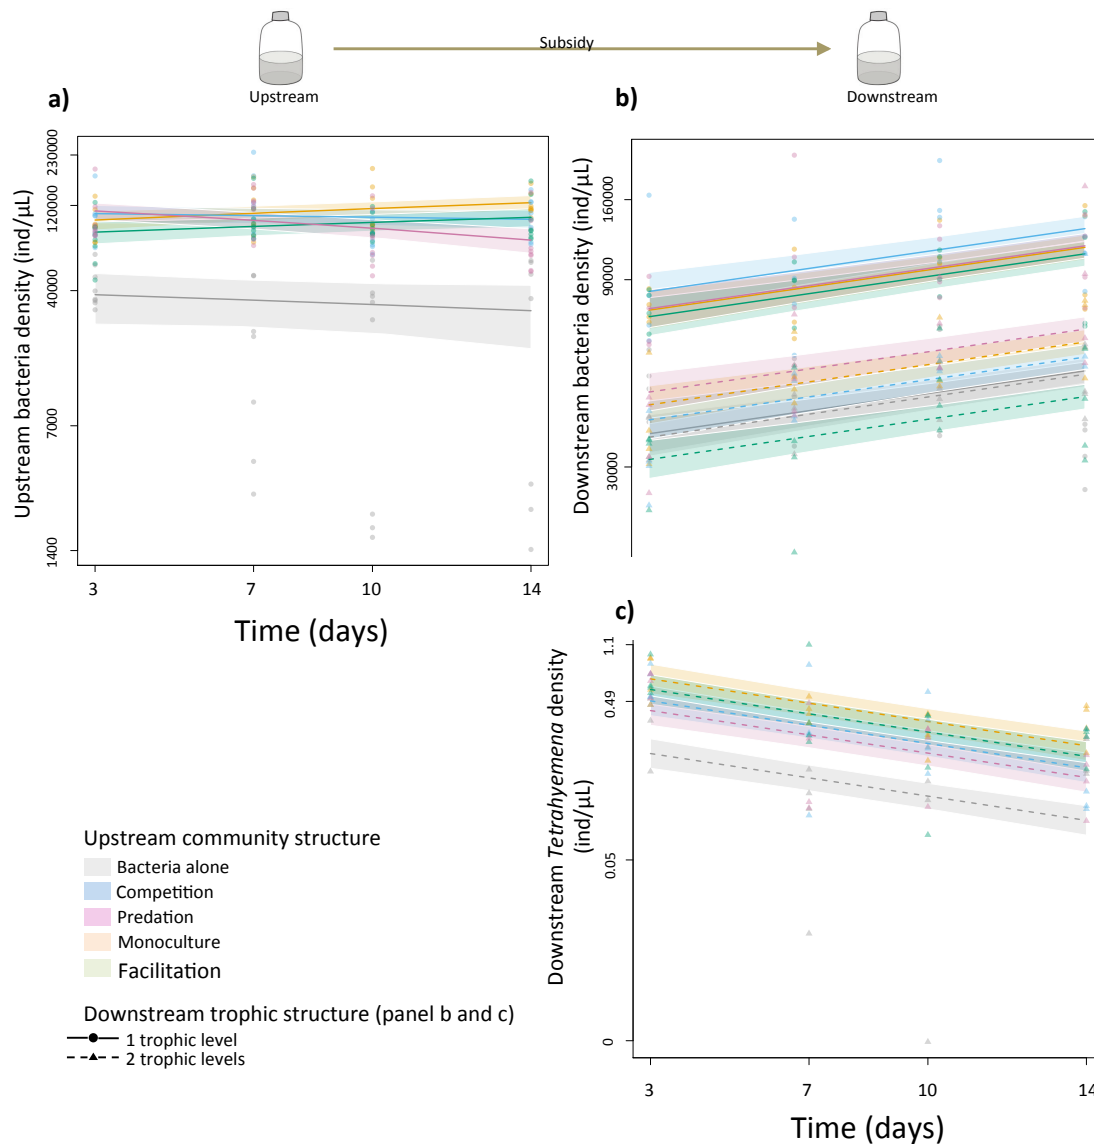 Subsidy
Upstream
Downstream
a)
b)
Upstream bacteria density (ind/µL)
230000
120000
40000
7000
1400
3
7
10
14
Time (days)
Downstream bacteria density (ind/µL)
160000
90000
30000
c)
Downstream Tetrahyemena density
(ind/µL)
1.1
0.49
0.05
0
3
7
10
14
Time (days)
Upstream community structure
Bacteria alone
Competition
Predation
Monoculture
Facilitation
Downstream trophic structure (panel b and c)
1 trophic level
2 trophic levels